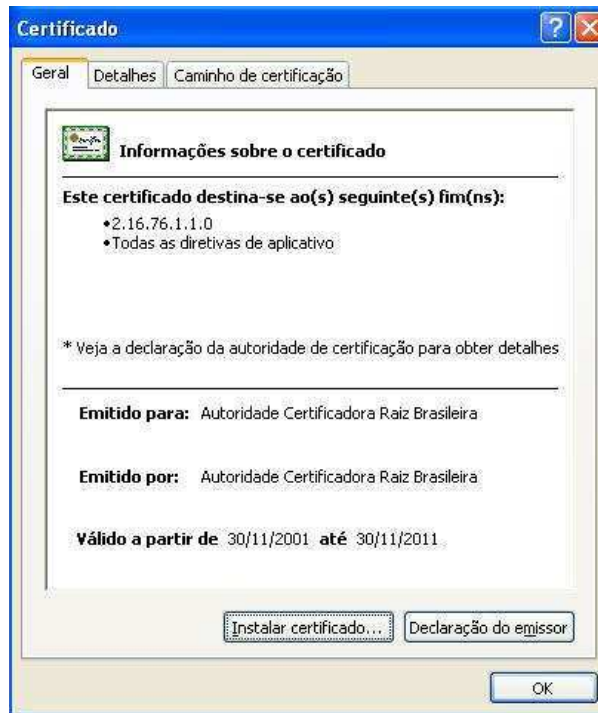 Certificado
Geral Detalhes Caminho de certificação
Informações sobre o certificado
Este certificado destina-se ao(s) seguinte(s) fim(ns):
•2.16.76.1.1.0
•Todas as diretivas de aplicativo
* Veja a declaração da autoridade de certificação para obter detalhes
Emitido para: Autoridade Certificadora Raiz Brasileira
Emitido por: Autoridade Certificadora Raiz Brasileira
Válido a partir de 30/11/2001 até 30/11/2011
Instalar certificado... Declaração do emissor
OK